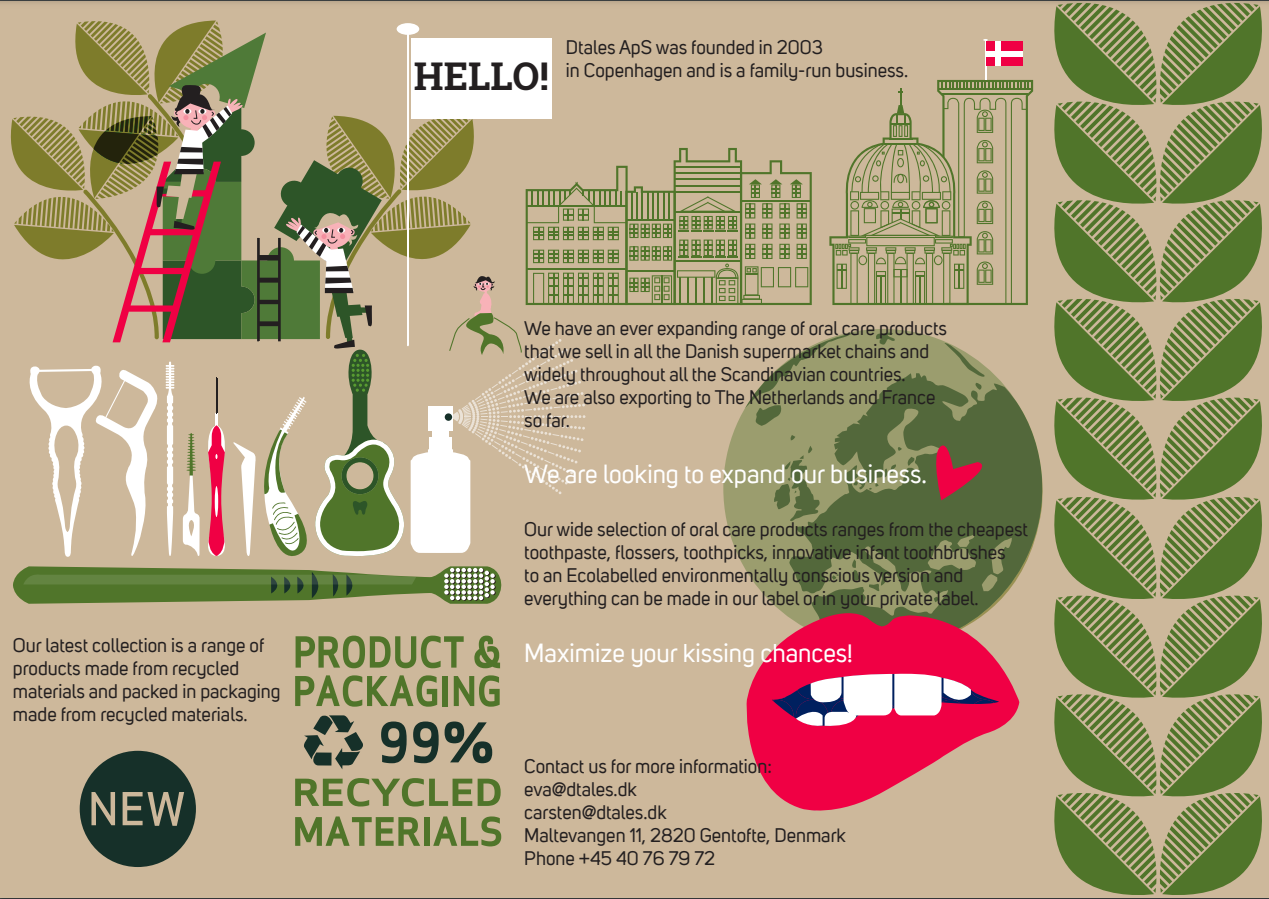 HELLO!
Dtales ApS was founded in 2003
in Copenhagen and is a family-run business.
We have an ever expanding range of oral care products
that we sell in all the Danish supermarket chains and
widely throughout all the Scandinavian countries.
We are also exporting to The Netherlands and France
so far.
We are looking to expand our business.
Our wide selection of oral care products ranges from the cheapest
toothpaste, flossers, toothpicks, innovative infant toothbrushes
to an Ecolabelled environmentally conscious version and
everything can be made in our label or in your private label.
Maximize your kissing chances!
Contact us for more information:
eva@dtales.dk
carsten@dtales.dk
Maltevangen 11, 2820 Gentofte, Denmark
Phone +45 40 76 79 72
Our latest collection is a range of
products made from recycled
materials and packed in packaging
made from recycled materials.
NEW
PRODUCT &
PACKAGING
99%
RECYCLED
MATERIALS